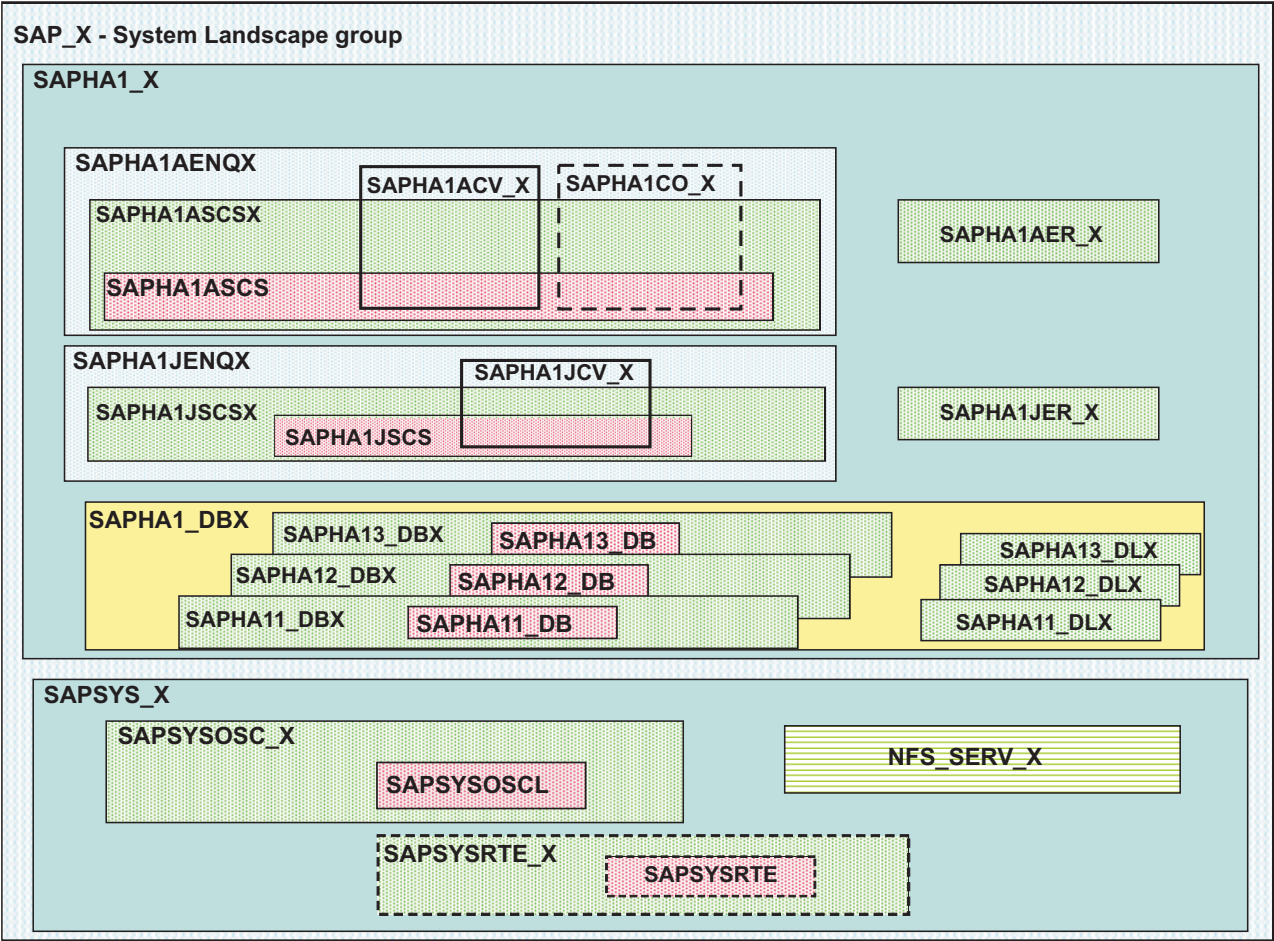 SAP_X - System Landscape group
SAPHA1_X
SAPHA1AENQX
SAPHA1ACV_X
SAPHA1CO_X
SAPHA1ASCSX
SAPHA1AER_X
SAPHA1ASCS
SAPHA1JENQX
SAPHA1JCV_X
SAPHA1JSCSX
SAPHA1JER_X
SAPHA1JSCS
SAPHA1_DBX
SAPHA13_DBX
SAPHA13_DB
SAPHA13_DLX
SAPHA12_DBX
SAPHA12_DB
SAPHA12_DLX
SAPHA11_DBX
SAPHA11_DB
SAPHA11_DLX
SAPSYS_X
SAPSYSOSC_X
NFS_SERV_X
SAPSYSOSCL
SAPSYSRTE_X
SAPSYSRTE